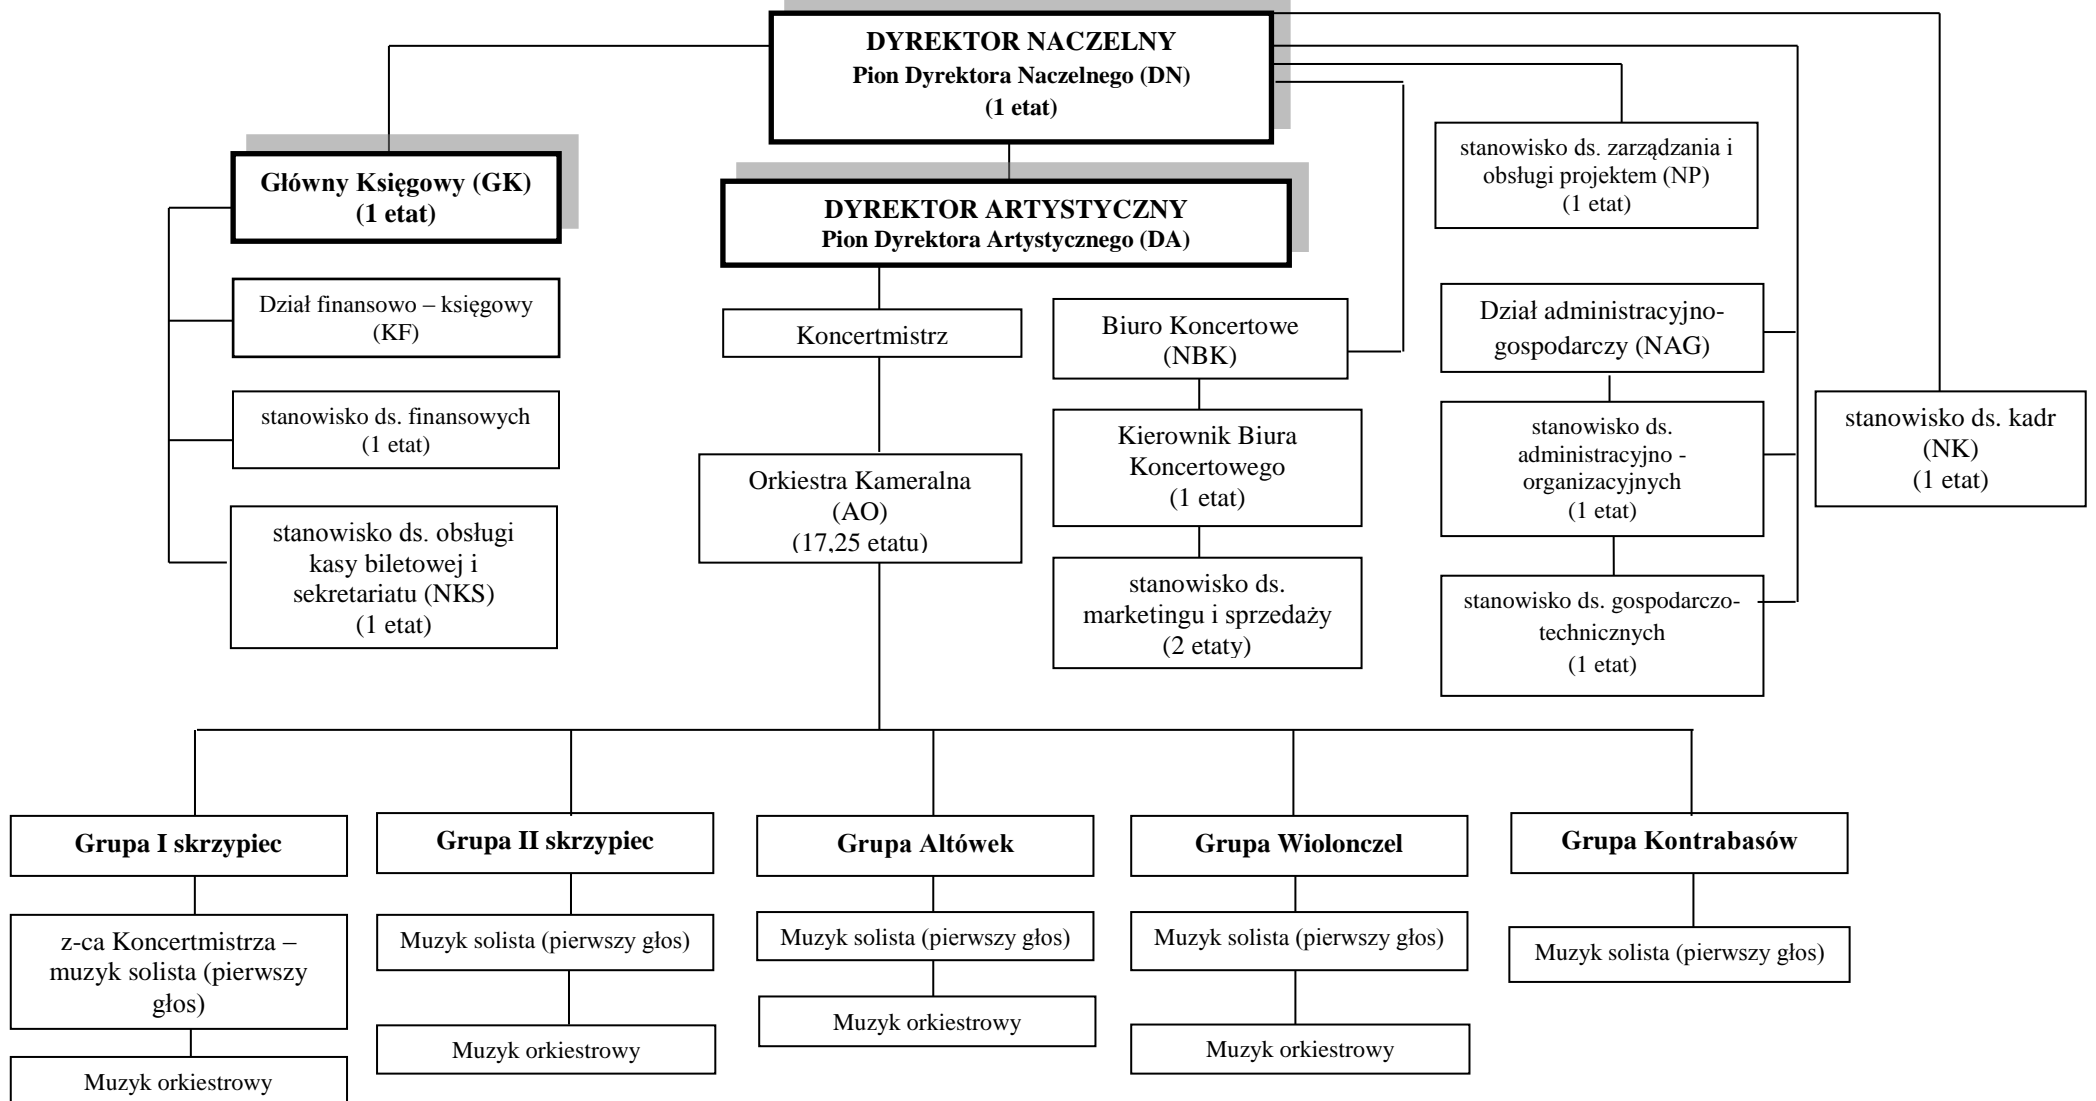 DYREKTOR NACZELNY
Pion Dyrektora Naczelnego (DN)
(1 etat)
Główny Księgowy (GK)
(1 etat)
DYREKTOR ARTYSTYCZNY
Pion Dyrektora Artystycznego (DA)
stanowisko ds. zarządzania i
obsługi projektem (NP)
(1 etat)
Dział finansowo – księgowy
(KF)
stanowisko ds. finansowych
(1 etat)
stanowisko ds. obsługi
kasy biletowej i
sekretariatu (NKS)
(1 etat)
Koncertmistrz
Orkiestra Kameralna
(AO)
(17,25 etatu)
Biuro Koncertowe
(NBK)
Kierownik Biura
Koncertowego
(1 etat)
stanowisko ds.
marketingu i sprzedaży
(2 etaty)
Dział administracyjno-
gospodarczy (NAG)
stanowisko ds.
administracyjno -
organizacyjnych
(1 etat)
stanowisko ds. gospodarczo-
technicznych
(1 etat)
stanowisko ds. kadr
(NK)
(1 etat)
Grupa I skrzypiec
z-ca Koncertmistrza –
muzyk solista (pierwszy
głos)
Muzyk orkiestrowy
Grupa II skrzypiec
Muzyk solista (pierwszy głos)
Muzyk orkiestrowy
Grupa Altówek
Muzyk solista (pierwszy głos)
Muzyk orkiestrowy
Grupa Wiolonczel
Muzyk solista (pierwszy głos)
Muzyk orkiestrowy
Grupa Kontrabasów
Muzyk solista (pierwszy głos)